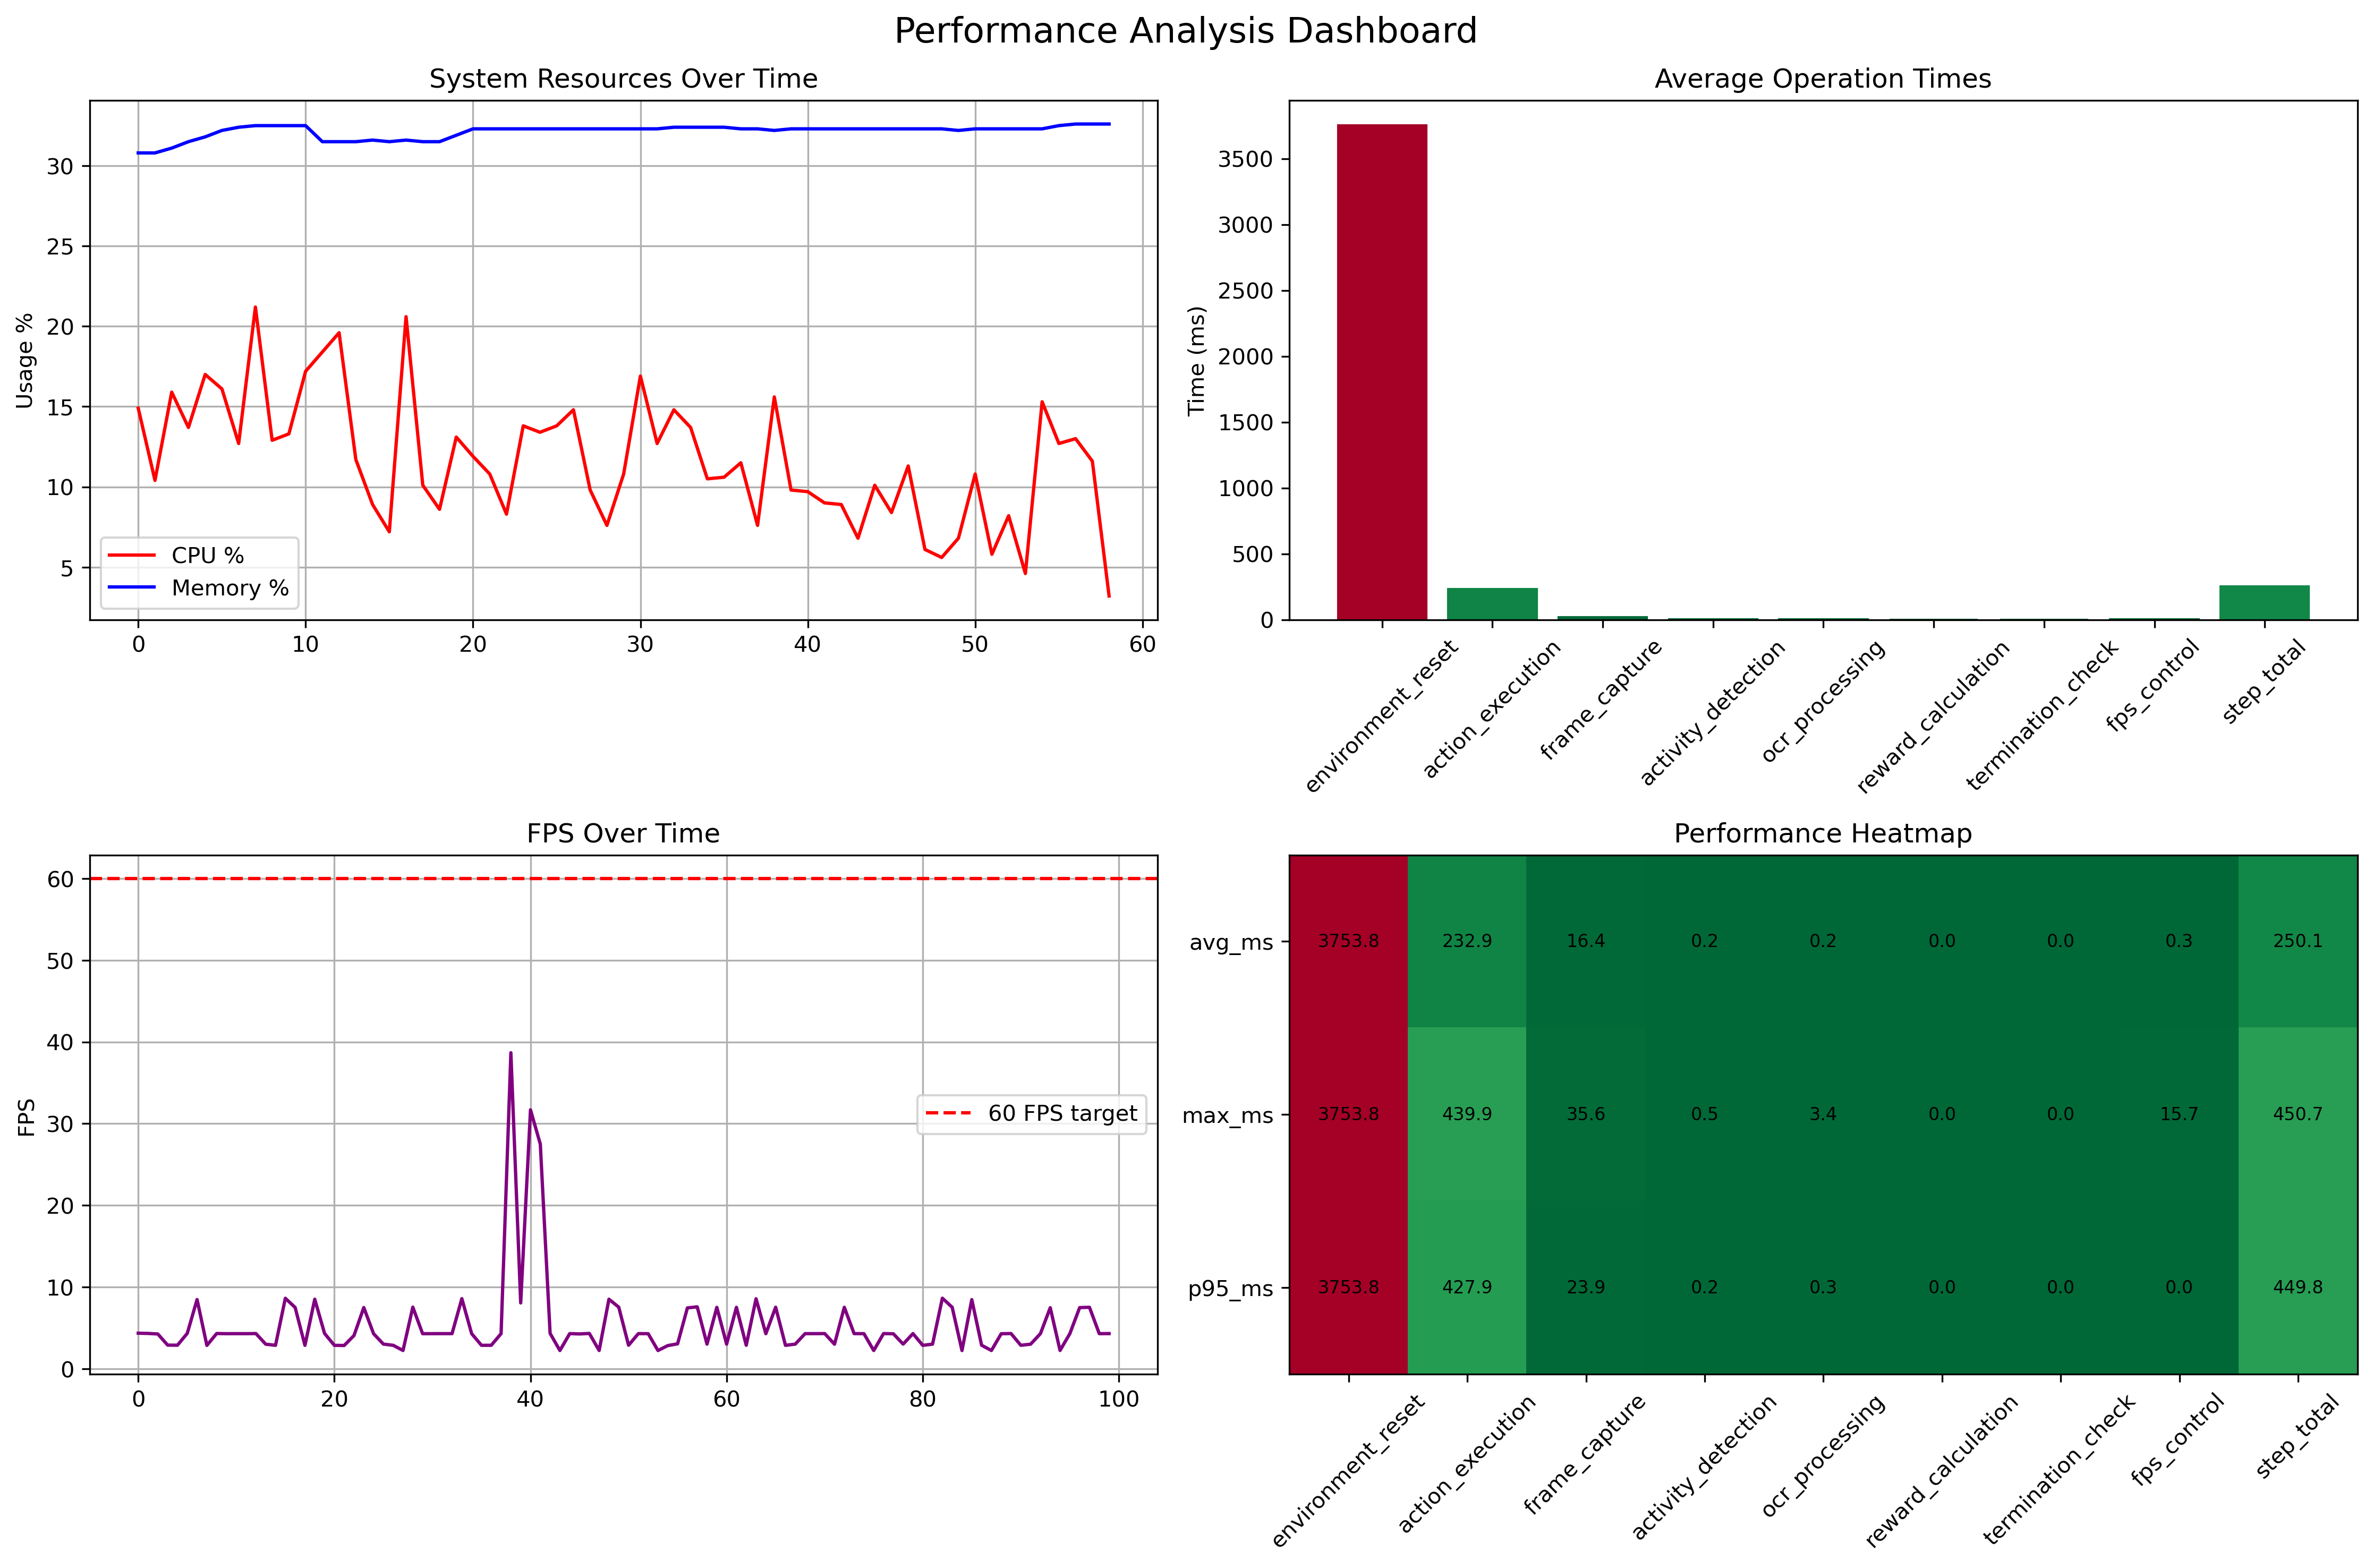 Performance Analysis Dashboard
System Resources Over Time
Usage %
30
25
20
15
10
5
CPU %
Memory %
0 10 20 30 40 50 60
Average Operation Times
Time (ms)
3500
3000
2500
2000
1500
1000
500
0
environment_reset
action_execution
frame_capture
activity_detection
ocr_processing
reward_calculation
termination_check
fps_control
step_total
FPS Over Time
FPS
60
50
40
30
20
10
0
60 FPS target
0 20 40 60 80 100
Performance Heatmap
avg_ms 3753.8 232.9 16.4 0.2 0.2 0.0 0.0 0.3 250.1
max_ms 3753.8 439.9 35.6 0.5 3.4 0.0 0.0 15.7 450.7
p95_ms 3753.8 427.9 23.9 0.2 0.3 0.0 0.0 0.0 449.8
environment_reset
action_execution
frame_capture
activity_detection
ocr_processing
reward_calculation
termination_check
fps_control
step_total